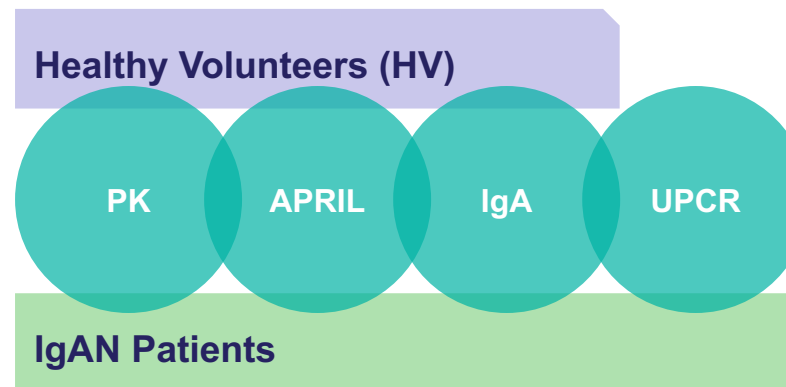 Healthy Volunteers (HV)
PK
APRIL
IgA
UPCR
IgAN Patients